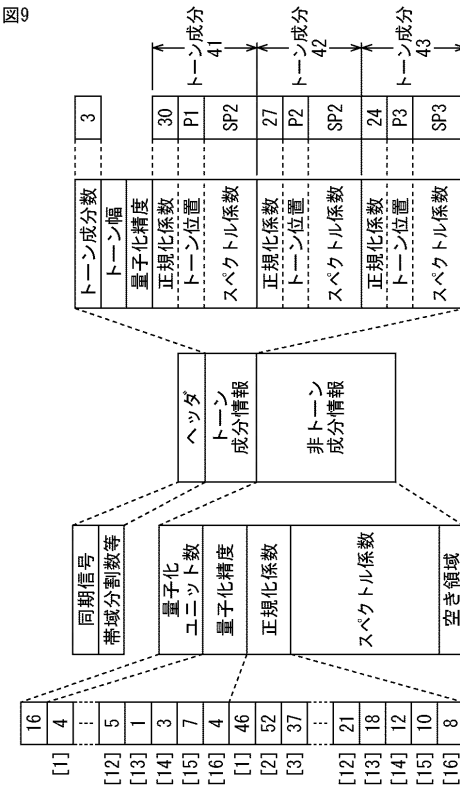 図9
トーン成分
41
トーン成分
42
トーン成分
43
3
30
P1
SP2
27
P2
SP2
24
P3
SP3
トーン成分数
トーン幅
量子化精度
正規化係数
トーン位置
スペクトル係数
正規化係数
トーン位置
スペクトル係数
正規化係数
トーン位置
スペクトル係数
ヘッダ
トーン
成分情報
非トーン
成分情報
同期信号
帯域分割数等
量子化
ユニット数
量子化精度
正規化係数
スペクトル係数
空き領域
16
4
5
1
3
7
4
46
52
37
21
18
12
10
8
[1]
[12]
[13]
[14]
[15]
[16]
[1]
[2]
[3]
[12]
[13]
[14]
[15]
[16]